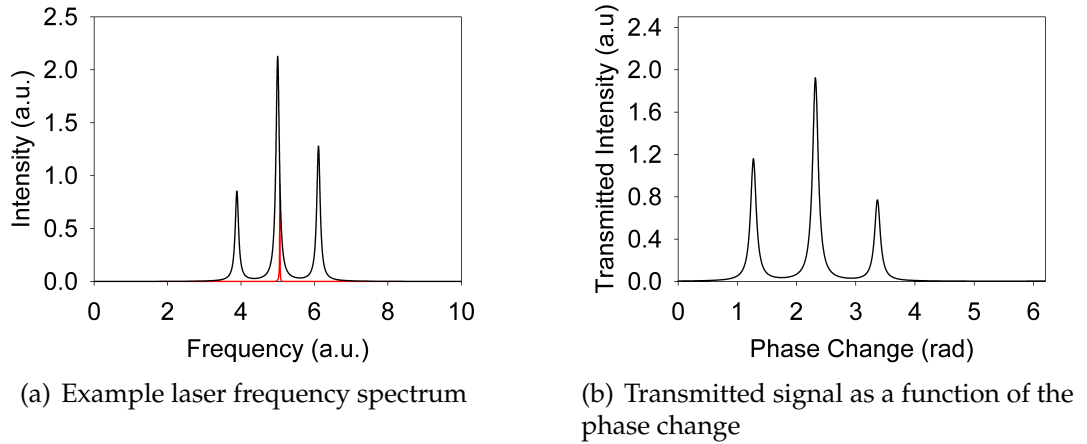 2.5
2.0
1.5
1.0
0.5
0.0
Intensity (a.u.)
0 2 4 6 8 10
Frequency (a.u.)
(a) Example laser frequency spectrum
2.4
2.0
1.6
1.2
0.8
0.4
0.0
Transmitted Intensity (a.u)
0 1 2 3 4 5 6
Phase Change (rad)
(b) Transmitted signal as a function of the
phase change